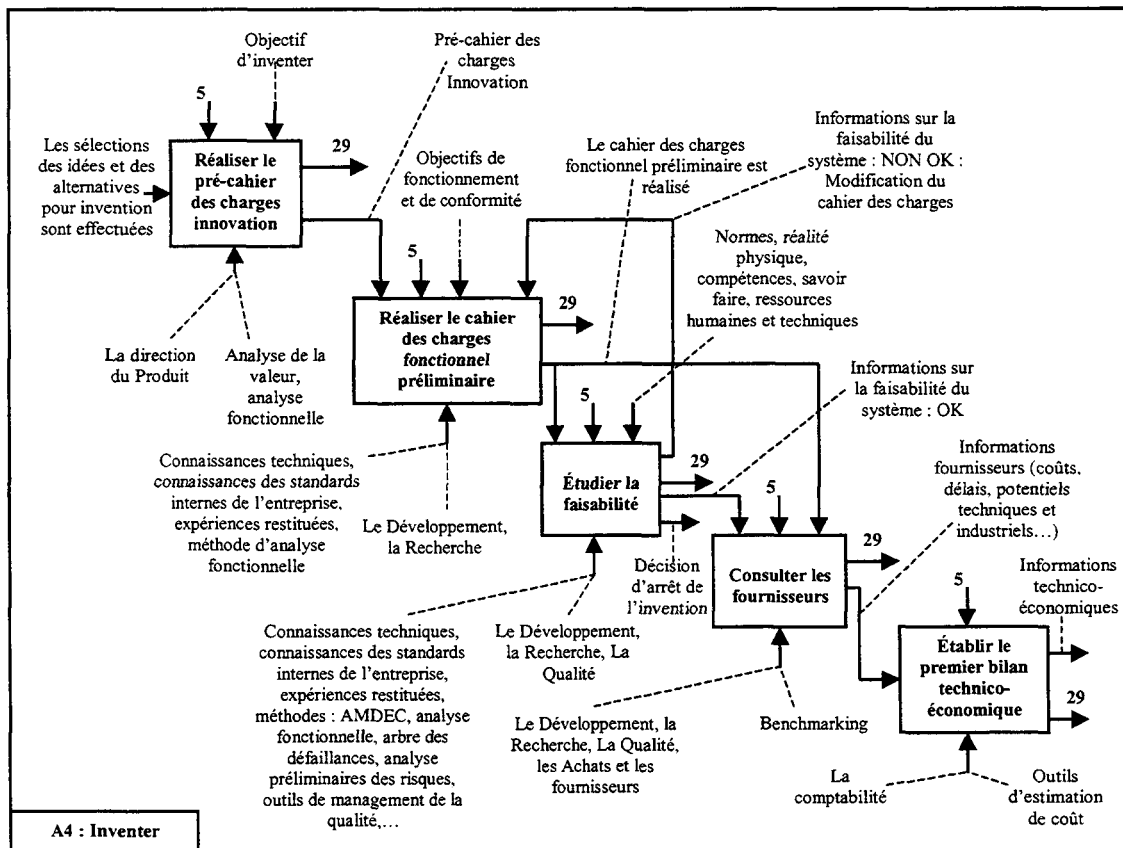 Objectif
d'inventer
Pré-cahier des
charges
Innovation
5
Les sélections
des idées et des
alternatives
pour invention
sont effectuées
Réaliser le
pré-cahier
des charges
innovation
29
La direction
du Produit
Analyse de la
valeur,
analyse
fonctionnelle
Objectifs de
fonctionnement
et de conformité
Le cahier des charges
fonctionnel préliminaire est
réalisé
Informations sur la
faisabilité du
système : NON OK :
Modification du
cahier des charges
5
Réaliser le cahier
des charges
fonctionnel
préliminaire
29
Connaissances techniques,
connaissances des standards
internes de l'entreprise,
expériences restituées,
méthode d'analyse
fonctionnelle
Le Développement,
la Recherche
Normes, réalité
physique,
compétences, savoir
faire, ressources
humaines et techniques
5
Étudier la
faisabilité
29
Informations sur
la faisabilité du
système : OK
Décision
d'arrêt de
l'invention
Connaissances techniques,
connaissances des standards
internes de l'entreprise,
expériences restituées,
méthodes : AMDEC, analyse
fonctionnelle, arbre des
défaillances, analyse
préliminaires des risques,
outils de management de la
qualité,...
Le Développement,
la Recherche, La
Qualité
5
Consulter les
fournisseurs
29
Informations
fournisseurs (coûts,
délais, potentiels
techniques et
industriels...)
Le Développement, la
Recherche, La Qualité,
les Achats et les
fournisseurs
Benchmarking
5
Établir le
premier bilan
technico-
économique
Informations
technico-
économiques
29
La
comptabilité
Outils
d'estimation
de coût
A4 : Inventer